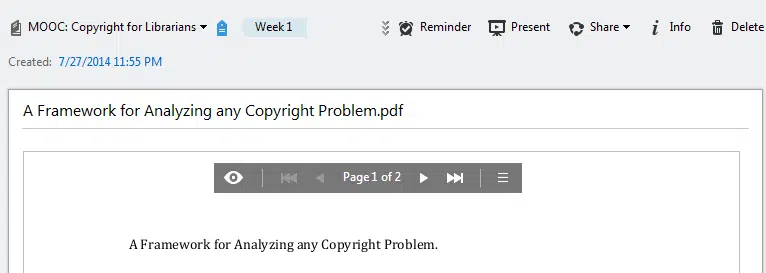 MOOC: Copyright for Librarians Week 1 Reminder Present Share Info Delete
Created: 7/27/2014 11:55 PM
A Framework for Analyzing any Copyright Problem.pdf
Page 1 of 2
A Framework for Analyzing any Copyright Problem.